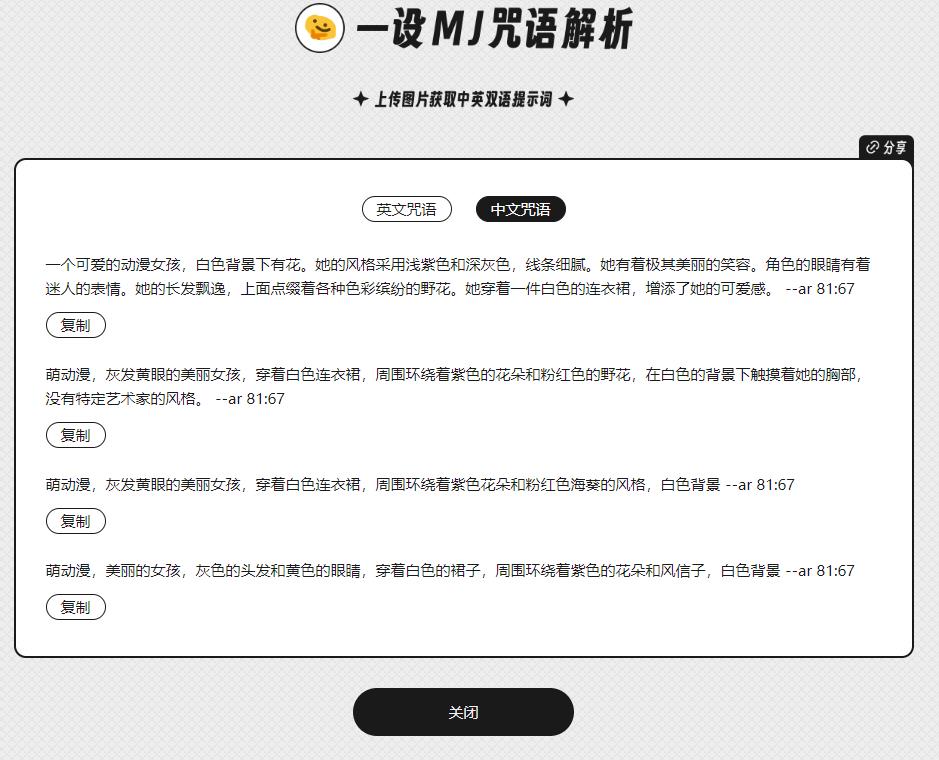 一设MJ咒语解析
上传图片获取中英双语提示词
分享
英文咒语 中文咒语
一个可爱的动漫女孩，白色背景下有花。她的风格采用浅紫色和深灰色，线条细腻。她有着极其美丽的笑容。角色的眼睛有着
迷人的表情。她的长发飘逸，上面点缀着各种色彩缤纷的野花。她穿着一件白色的连衣裙，增添了她的可爱感。 --ar 81:67
复制
萌动漫，灰发黄眼的美丽女孩，穿着白色连衣裙，周围环绕着紫色的花朵和粉红色的野花，在白色的背景下触摸着她的胸部，
没有特定艺术家的风格。 --ar 81:67
复制
萌动漫，灰发黄眼的美丽女孩，穿着白色连衣裙，周围环绕着紫色花朵和粉红色海葵的风格，白色背景 --ar 81:67
复制
萌动漫，美丽的女孩，灰色的头发和黄色的眼睛，穿着白色的裙子，周围环绕着紫色的花朵和风信子，白色背景 --ar 81:67
复制
关闭